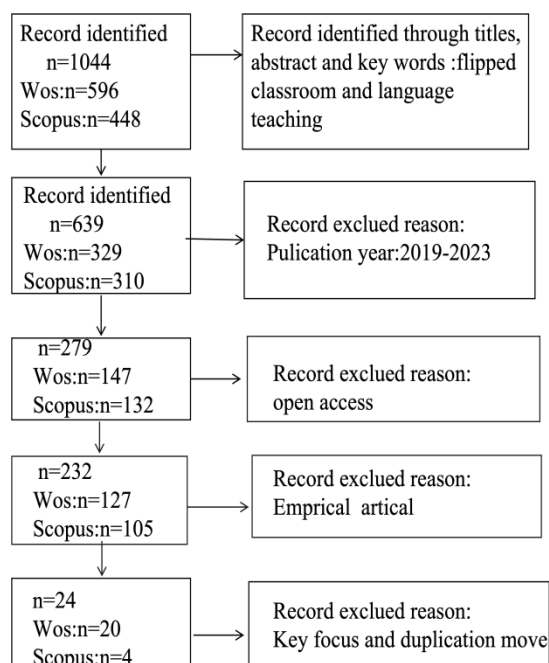 Record identified
n=1044
Wos:n=596
Scopus:n=448
Record identified through titles,
abstract and key words :flipped
classroom and language
teaching
Record identified
n=639
Wos:n=329
Scopus:n=310
Record exclued reason:
Pulication year:2019-2023
n=279
Wos:n=147
Scopus:n=132
Record exclued reason:
open access
n=232
Wos:n=127
Scopus:n=105
Record exclued reason:
Emprical artical
n=24
Wos:n=20
Scopus:n=4
Record exclued reason:
Key focus and duplication move